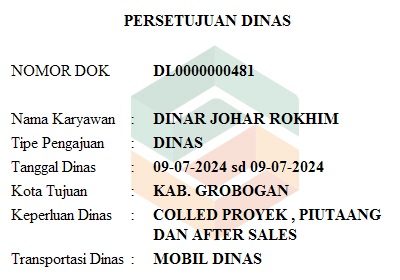 PERSETUJUAN DINAS
NOMOR DOK DL0000000481
Nama Karyawan : DINAR JOHAR ROKHIM
Tipe Pengajuan : DINAS
Tanggal Dinas : 09-07-2024 sd 09-07-2024
Kota Tujuan : KAB. GROBOGAN
Keperluan Dinas : COLLED PROYEK , PIUTAANG
DAN AFTER SALES
Transportasi Dinas : MOBIL DINAS